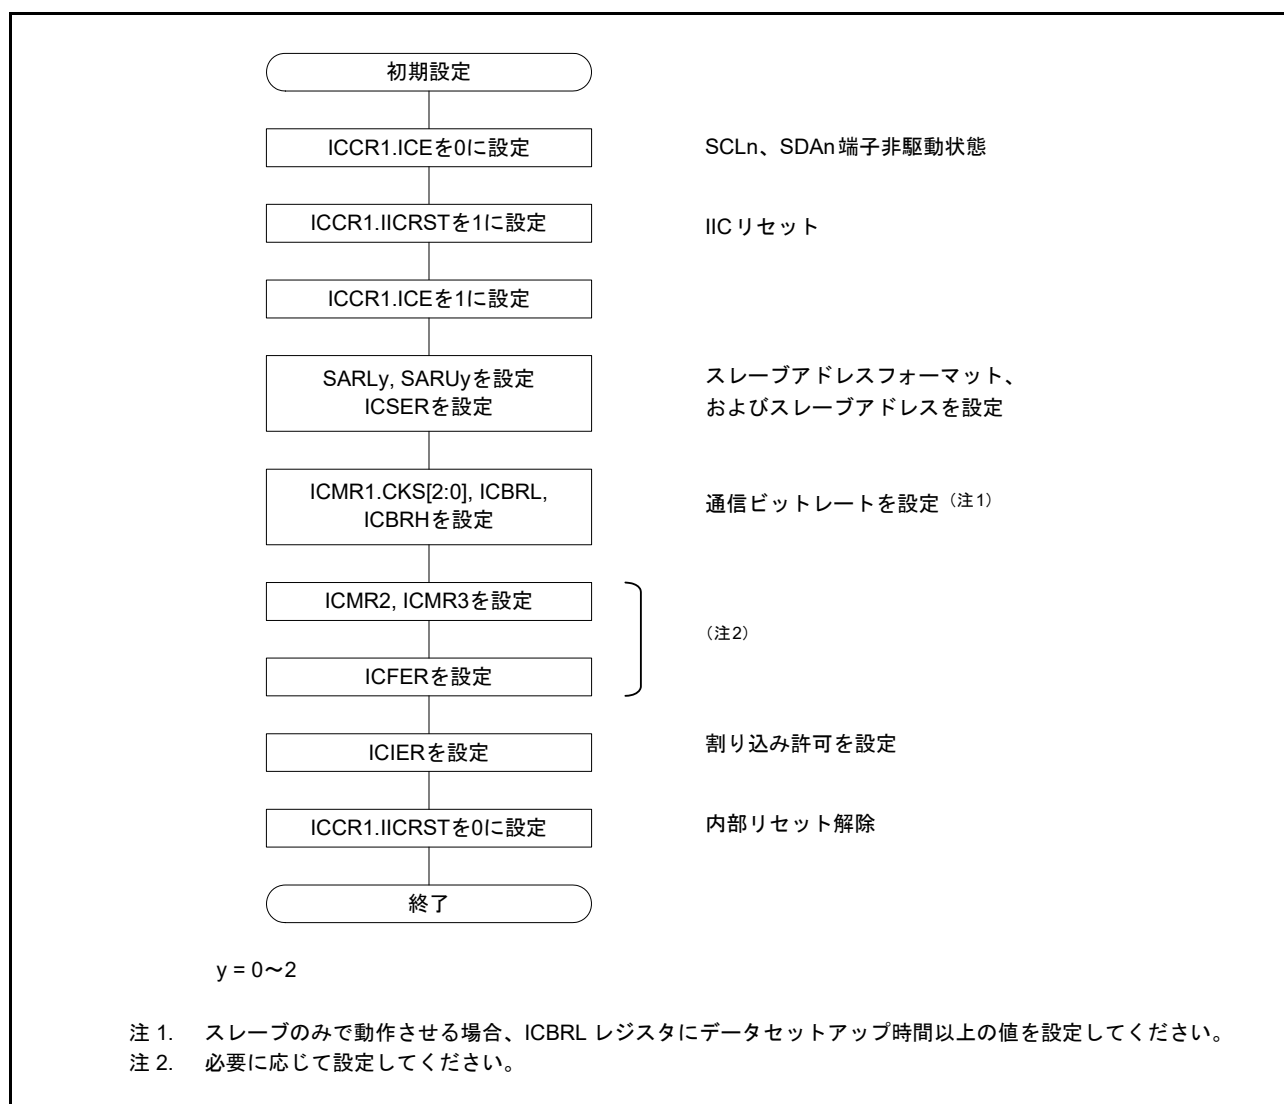 初期設定
ICCR1.ICEを0に設定
SCLn、SDAn端子非駆動状態
ICCR1.IICRSTを1に設定
IICリセット
ICCR1.ICEを1に設定
SARLy, SARUyを設定
ICSERを設定
スレーブアドレスフォーマット、
およびスレーブアドレスを設定
ICMR1.CKS[2:0], ICBRL,
ICBRHを設定
通信ビットレートを設定（注1）
ICMR2, ICMR3を設定
（注2）
ICFERを設定
ICIERを設定
割り込み許可を設定
ICCR1.IICRSTを0に設定
内部リセット解除
終了
y = 0～2
注 1. スレーブのみで動作させる場合、ICBRL レジスタにデータセットアップ時間以上の値を設定してください。
注 2. 必要に応じて設定してください。